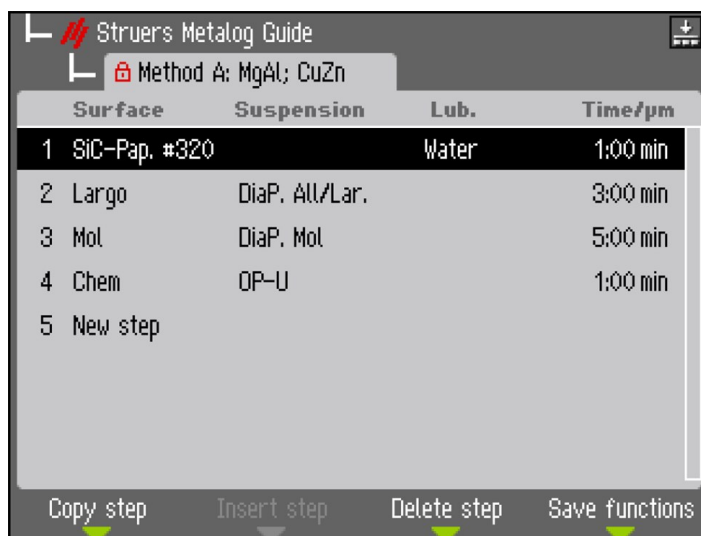 Struers Metalog Guide
Method A: MgAl; CuZn
Surface Suspension Lub. Time/µm
1 SiC-Pap. #320 Water 1:00 min
2 Largo DiaP. All/Lar. 3:00 min
3 Mol DiaP. Mol 5:00 min
4 Chem OP-U 1:00 min
5 New step
Copy step Insert step Delete step Save functions